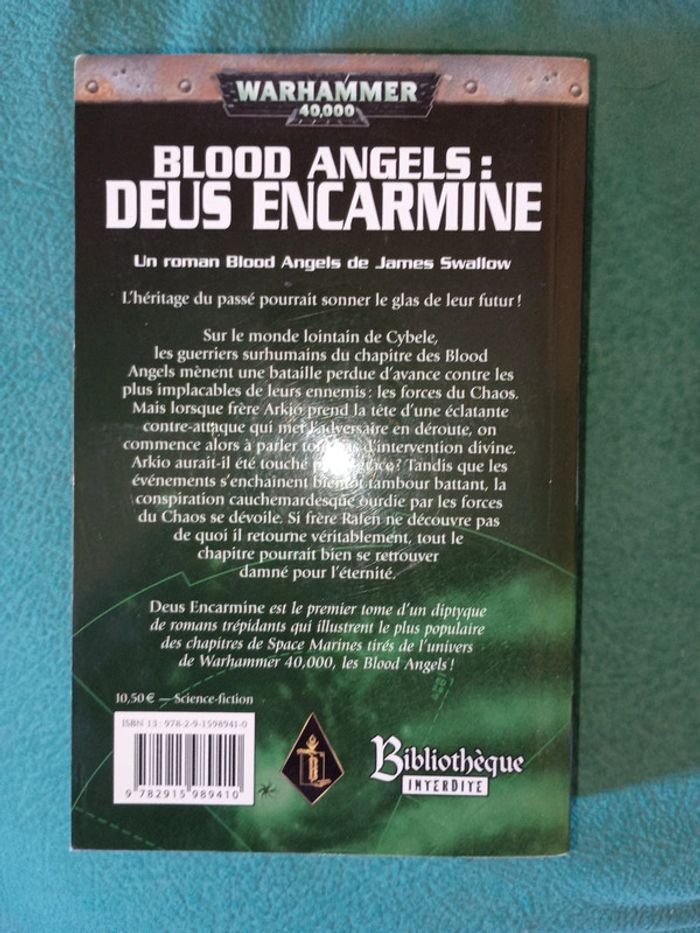 WARHAMMER
40,000
BLOOD ANGELS :
DEUS ENCARMINE
Un roman Blood Angels de James Swallow
L'héritage du passé pourrait sonner le glas de leur futur !
Sur le monde lointain de Cybele,
les guerriers surhumains du chapitre des Blood
Angels mènent une bataille perdue d'avance contre les
plus implacables de leurs ennemis : les forces du Chaos.
Mais lorsque frère Arkio prend la tête d'une éclatante
contre-attaque qui met l'adversaire en déroute, on
commence alors à parler d'intervention divine.
Arkio aurait-il été touché par la grâce ? Tandis que les
événements s'enchaînent bientôt tambour battant, la
conspiration cauchemardesque ourdie par les forces
du Chaos se dévoile. Si frère Rafen ne découvre pas
de quoi il retourne véritablement, tout le
chapitre pourrait bien se retrouver
damné pour l'éternité.
Deus Encarmine est le premier tome d'un diptyque
de romans trépidants qui illustrent le plus populaire
des chapitres de Space Marines tirés de l'univers
de Warhammer 40,000, les Blood Angels !
10,50 € — Science-fiction
ISBN 13 : 978-2-9-1598941-0
9 782915 989410
Bibliothèque
INTERDITE